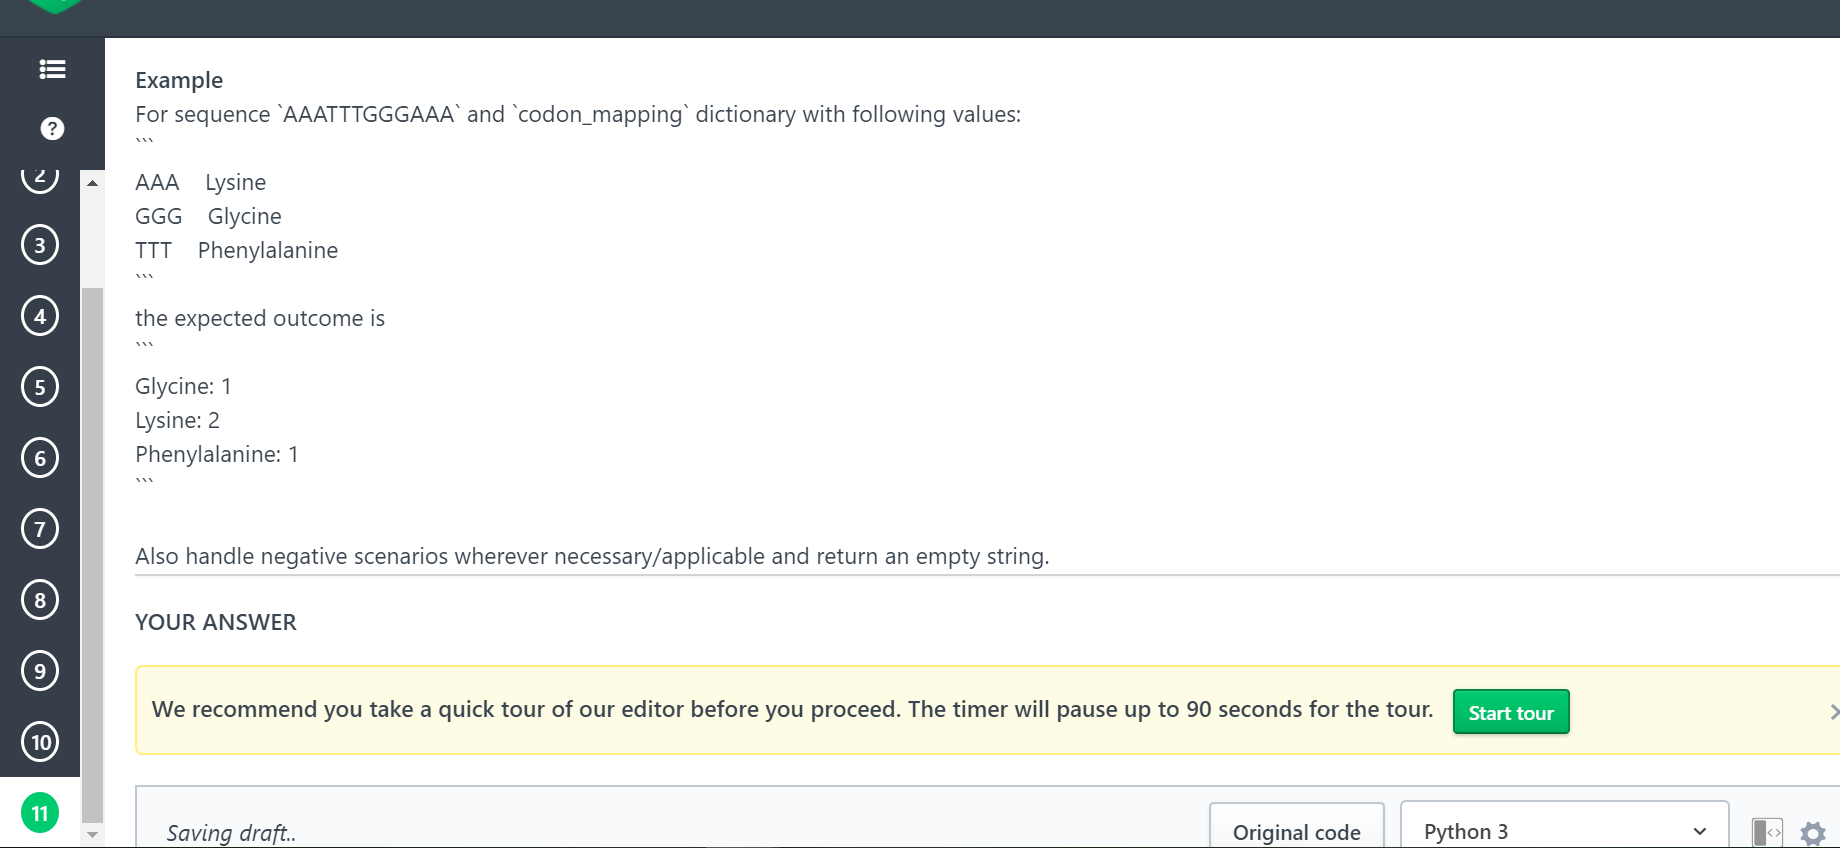 Example
For sequence `AAATTTGGGAAA` and `codon_mapping` dictionary with following values:
```
AAA    Lysine
GGG    Glycine
TTT    Phenylalanine
```
the expected outcome is
```
Glycine: 1
Lysine: 2
Phenylalanine: 1
```
Also handle negative scenarios wherever necessary/applicable and return an empty string.
YOUR ANSWER
We recommend you take a quick tour of our editor before you proceed. The timer will pause up to 90 seconds for the tour.
Start tour
Saving draft..
Original code
Python 3
?
2
3
4
5
6
7
8
9
10
11